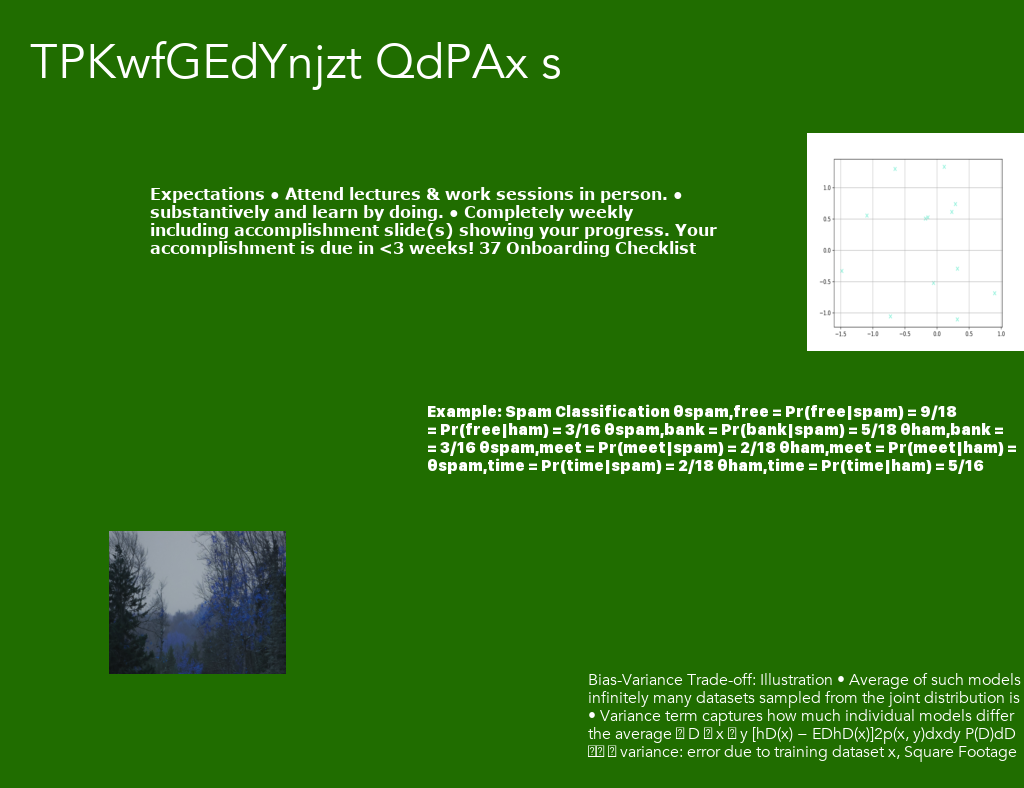 TPKwfGEdYnjzt QdPAx s
Expectations ● Attend lectures & work sessions in person. ●
substantively and learn by doing. ● Completely weekly
including accomplishment slide(s) showing your progress. Your
accomplishment is due in <3 weeks! 37 Onboarding Checklist
1.0
0.5
0.0
−0.5
−1.0
−1.5 −1.0 −0.5 0.0 0.5 1.0
Example: Spam Classification θspam,free = Pr(free|spam) = 9/18
= Pr(free|ham) = 3/16 θspam,bank = Pr(bank|spam) = 5/18 θham,bank =
= 3/16 θspam,meet = Pr(meet|spam) = 2/18 θham,meet = Pr(meet|ham) =
θspam,time = Pr(time|spam) = 2/18 θham,time = Pr(time|ham) = 5/16
Bias-Variance Trade-off: Illustration • Average of such models
infinitely many datasets sampled from the joint distribution is
• Variance term captures how much individual models differ
the average D x y [hD(x) − EDhD(x)]2p(x, y)dxdy P(D)dD
variance: error due to training dataset x, Square Footage